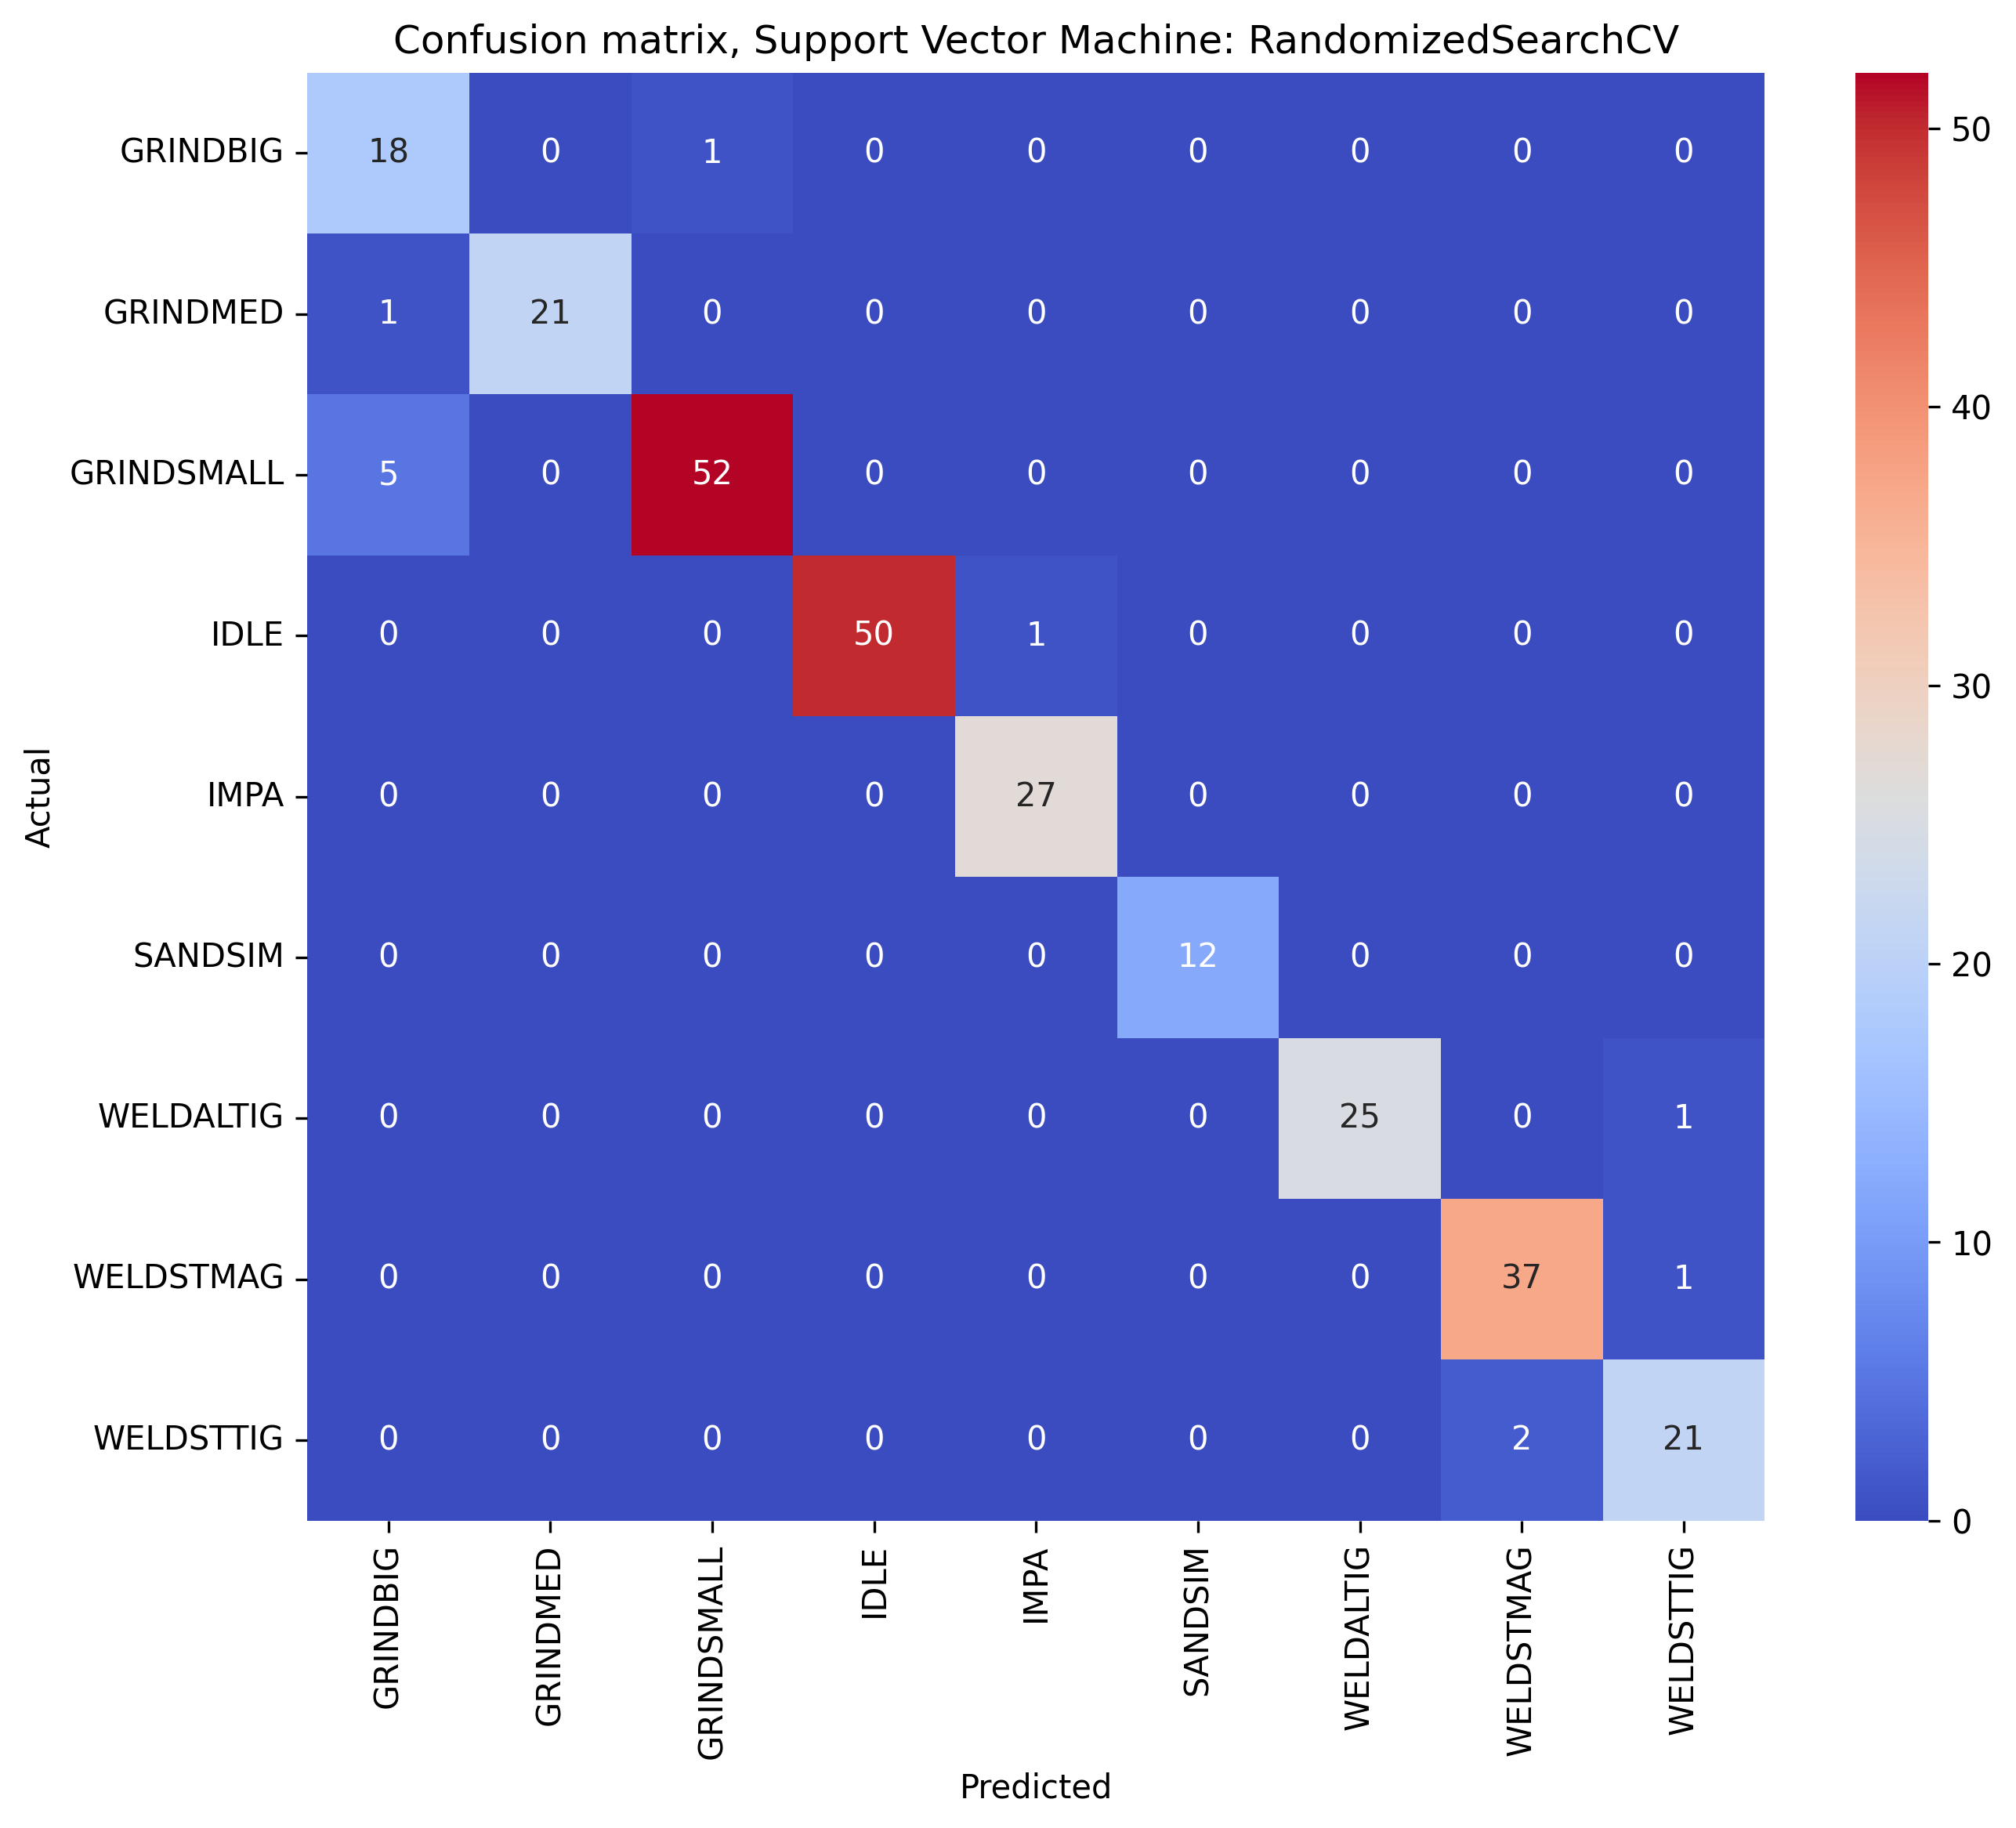 Confusion matrix, Support Vector Machine: RandomizedSearchCV
GRINDBIG 18 0 1 0 0 0 0 0 0
GRINDMED 1 21 0 0 0 0 0 0 0
GRINDSMALL 5 0 52 0 0 0 0 0 0
IDLE 0 0 0 50 1 0 0 0 0
IMPA 0 0 0 0 27 0 0 0 0
SANDSIM 0 0 0 0 0 12 0 0 0
WELDALTIG 0 0 0 0 0 0 25 0 1
WELDSTMAG 0 0 0 0 0 0 0 37 1
WELDSTTIG 0 0 0 0 0 0 0 2 21
Actual
GRINDBIG
GRINDMED
GRINDSMALL
IDLE
IMPA
SANDSIM
WELDALTIG
WELDSTMAG
WELDSTTIG
Predicted
50
40
30
20
10
0